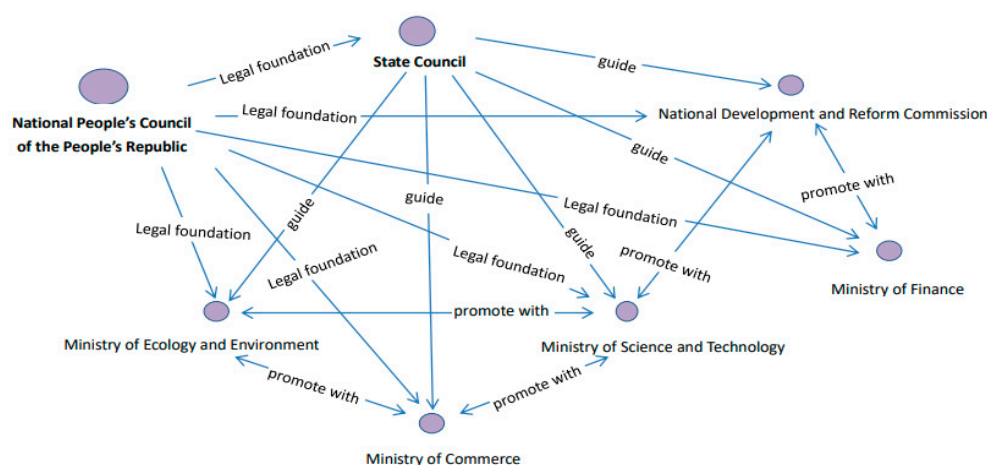 Legal foundation
State Council
guide
National People's Council
of the People's Republic
Legal foundation
National Development and Reform Commission
guide
promote with
guide
guide
Legal foundation
Legal foundation
guide
Legal foundation
Legal foundation
promote with
Ministry of Finance
promote with
Ministry of Ecology and Environment
Ministry of Science and Technology
promote with
promote with
Ministry of Commerce